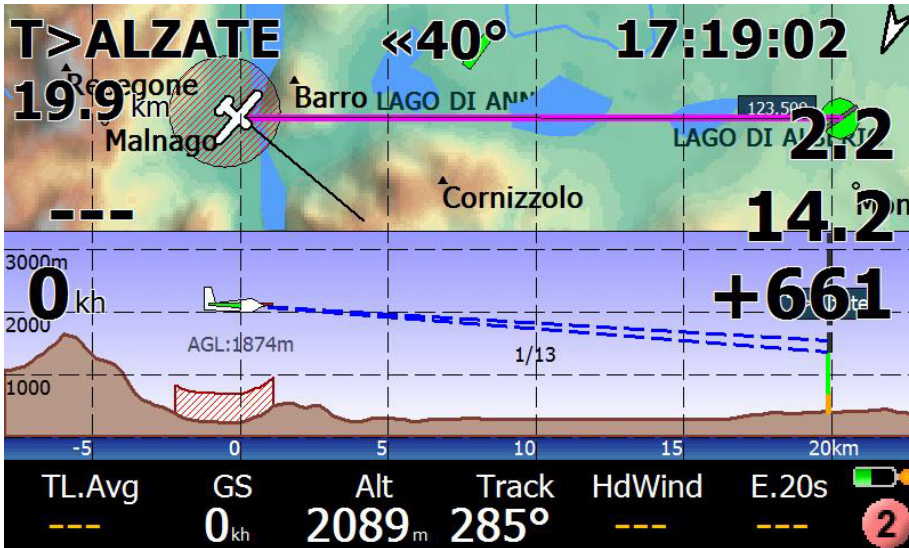 T>ALZATE «40° 17:19:02
Resegone
19.9 km Barro LAGO DI ANN 123.500
Malnago LAGO DI ALSERIO 2.2
Cornizzolo Mon
--- 14.2
3000m
0 kh +661
2000
AGL:1874m
1/13
1000
-5 0 5 10 15 20km
TL.Avg GS Alt Track HdWind E.20s
--- 0 kh 2089 m 285° --- ---
2